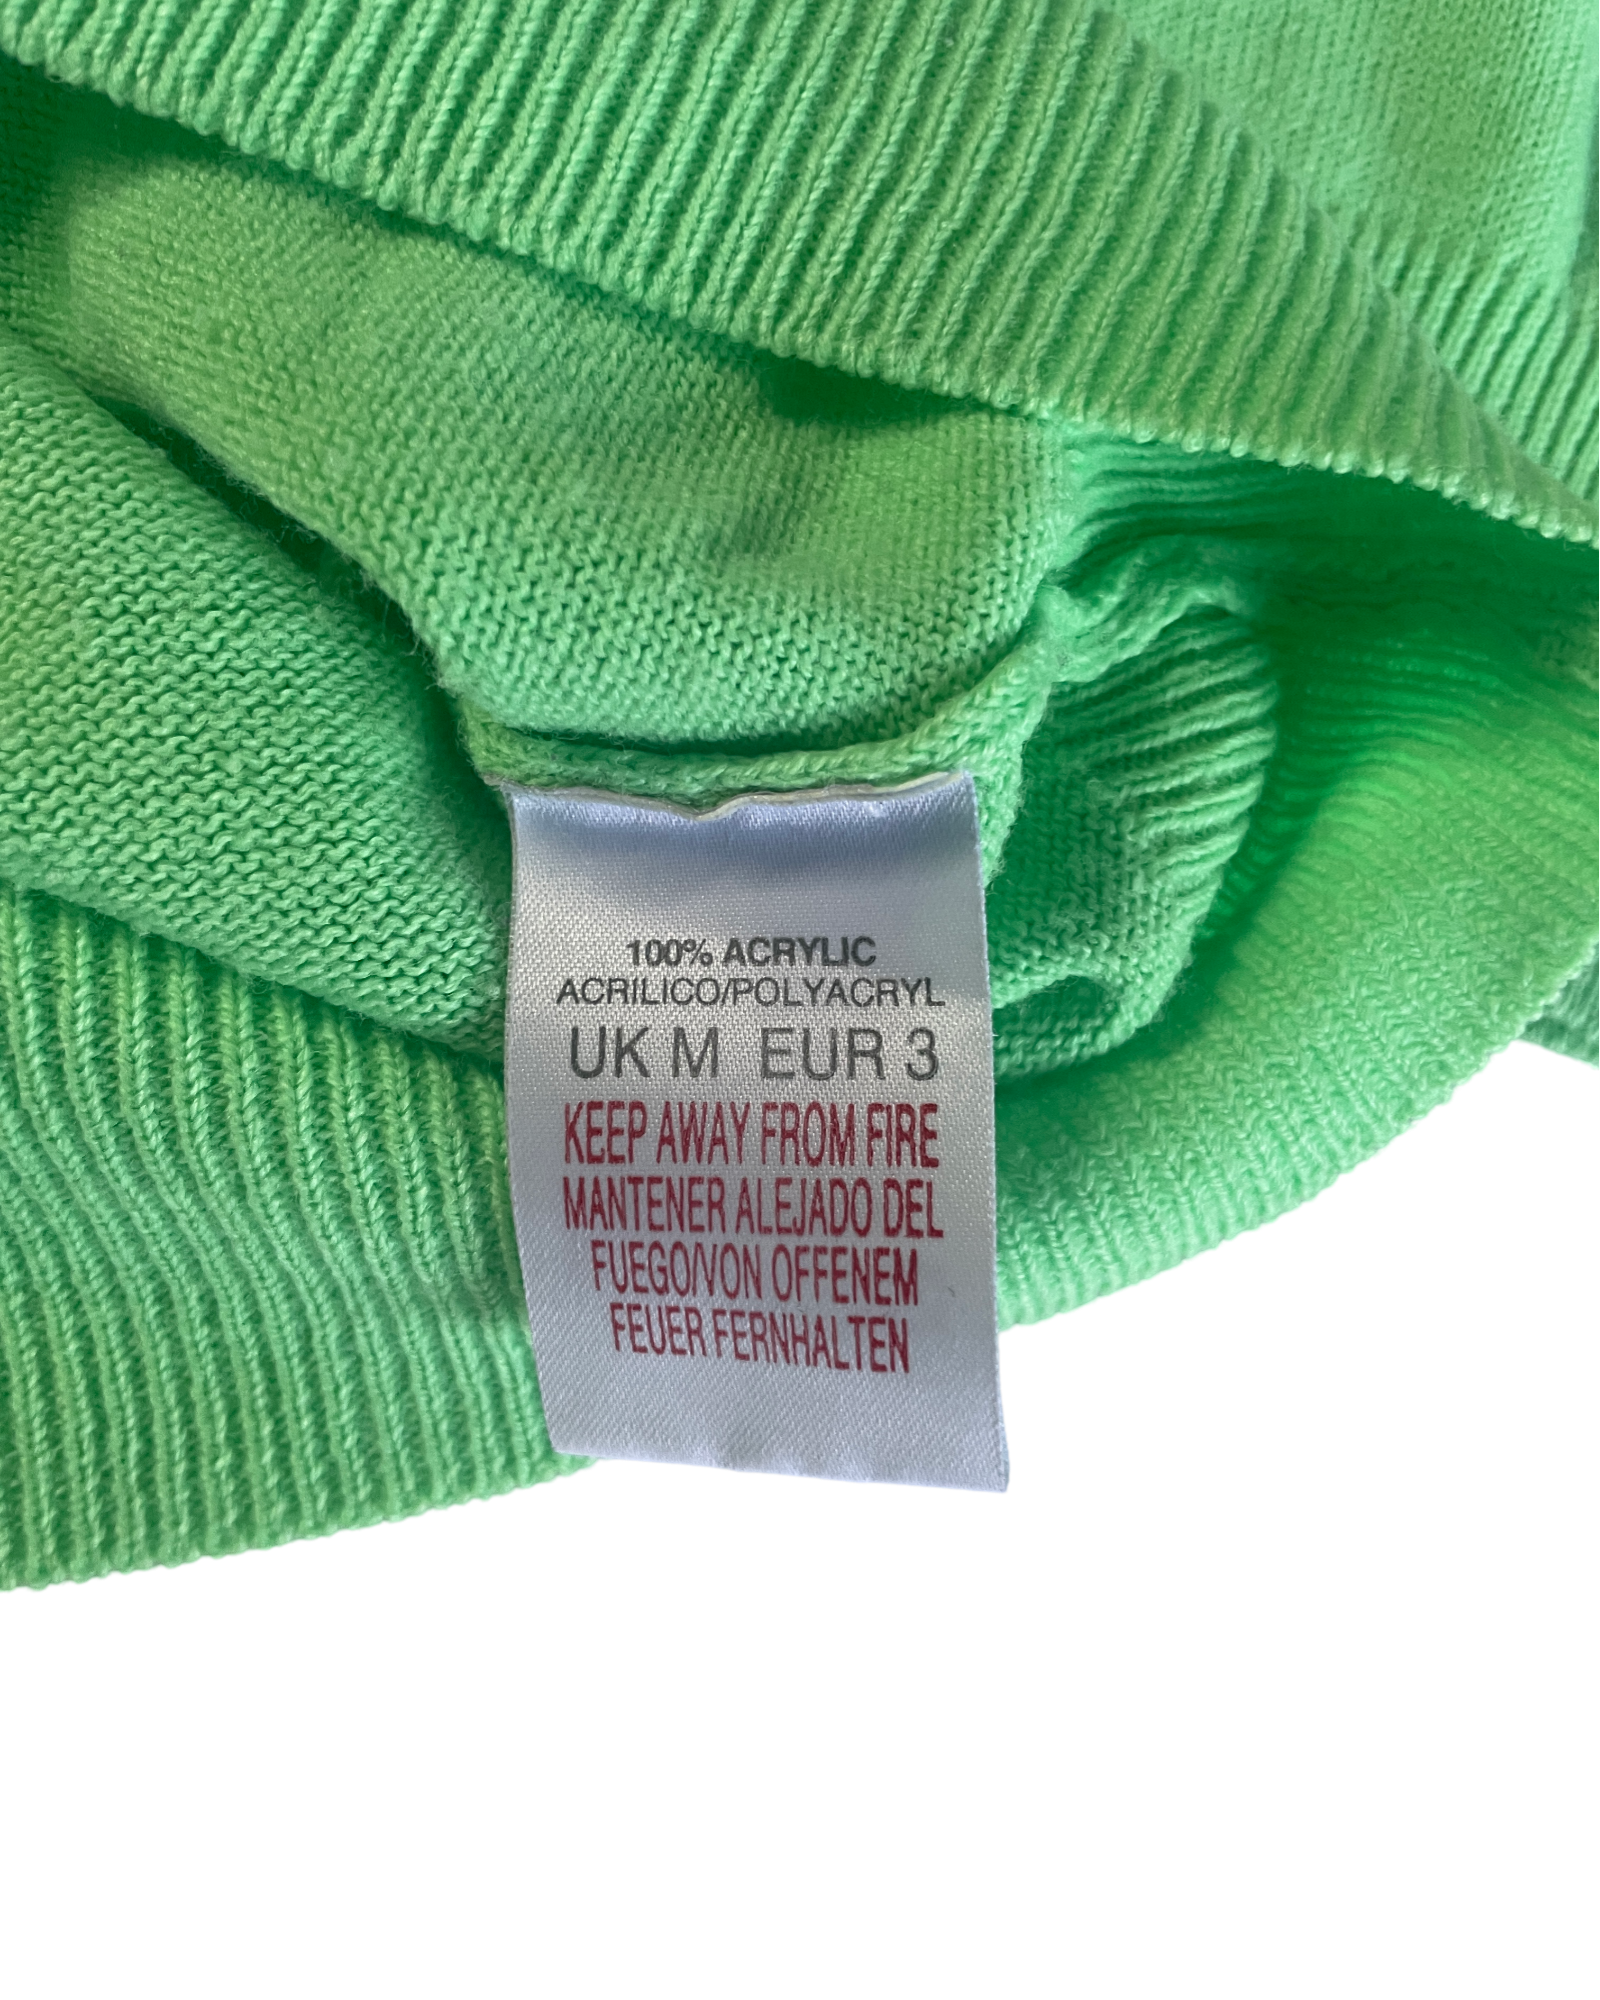 100% ACRYLIC
ACRILICO/POLYACRYL
UK M EUR 3
KEEP AWAY FROM FIRE
MANTENER ALEJADO DEL
FUEGO/VON OFFENEM
FEUER FERNHALTEN